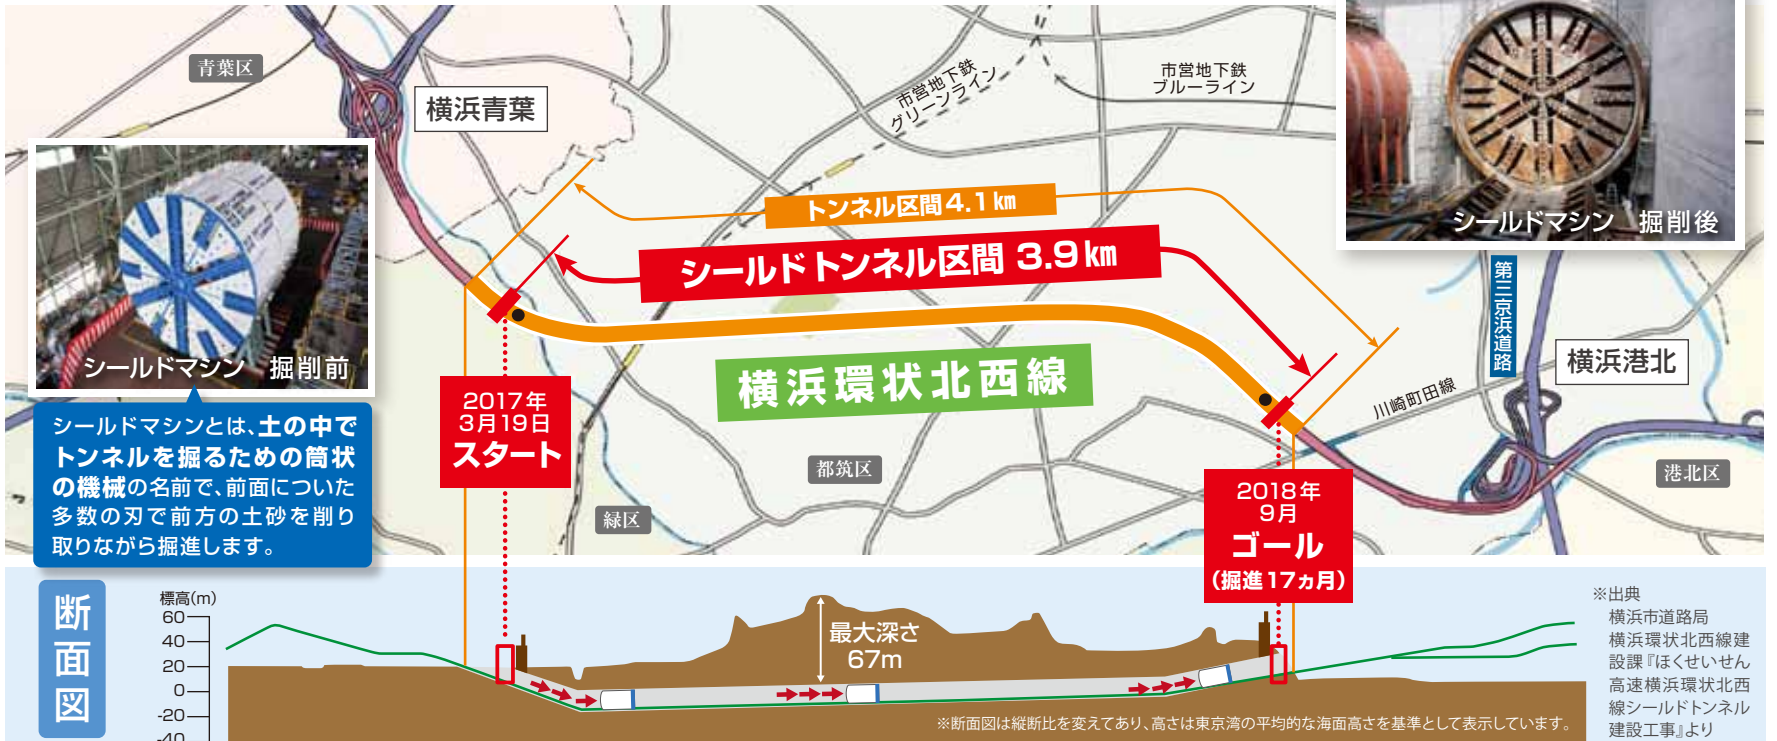 青葉区
横浜青葉
市営地下鉄
グリーンライン
市営地下鉄
ブルーライン
シールドマシン 掘削後
トンネル区間4.1km
シールドトンネル区間 3.9km
シールドマシン 掘削前
第三京浜道路
横浜港北
横浜環状北西線
川崎町田線
2017年
3月19日
スタート
シールドマシンとは、土の中で
トンネルを掘るための筒状
の機械の名前で、前面についた
多数の刃で前方の土砂を削り
取りながら掘進します。
都筑区
港北区
緑区
2018年
9月
ゴール
(掘進17ヵ月)
断面図
標高(m)
60
40
20
0
-20
-40
最大深さ
67m
※断面図は縦断比を変えてあり、高さは東京湾の平均的な海面高さを基準として表示しています。
※出典
横浜市道路局
横浜環状北西線建
設課『ほくせいせん
高速横浜環状北西
線シールドトンネル
建設工事』より